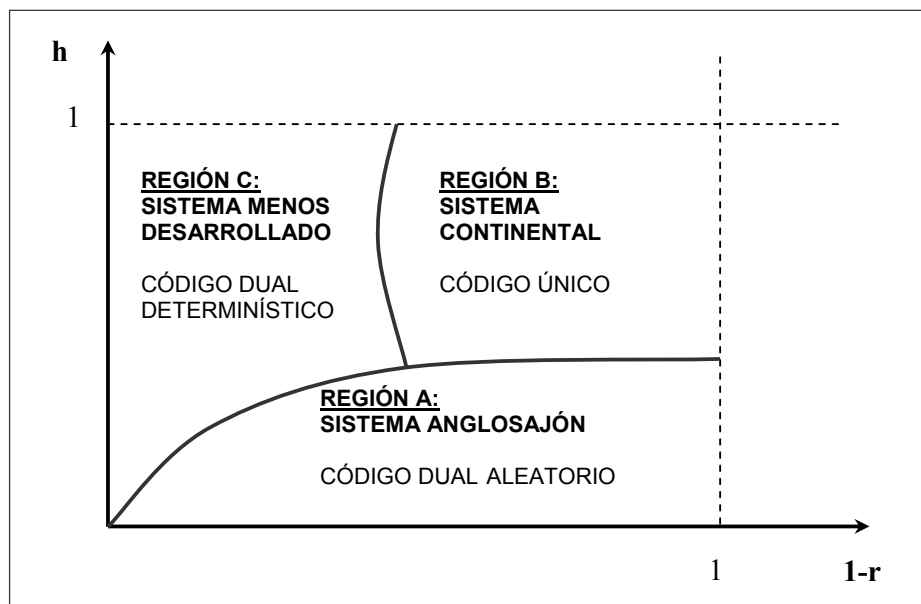 h
1
REGIÓN C:
SISTEMA MENOS
DESARROLLADO
CÓDIGO DUAL
DETERMINÍSTICO
REGIÓN B:
SISTEMA
CONTINENTAL
CÓDIGO ÚNICO
REGIÓN A:
SISTEMA ANGLOSAJÓN
CÓDIGO DUAL ALEATORIO
1
1-r